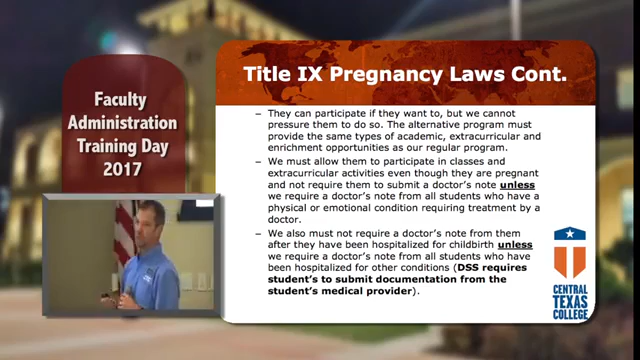 Faculty
Administration
Training Day
2017
Title IX Pregnancy Laws Cont.
– They can participate if they want to, but we cannot
pressure them to do so. The alternative program must
provide the same types of academic, extracurricular and
enrichment opportunities as our regular program.
– We must allow them to participate in classes and
extracurricular activities even though they are pregnant
and not require them to submit a doctor's note unless
we require a doctor's note from all students who have a
physical or emotional condition requiring treatment by a
doctor.
– We also must not require a doctor's note from them
after they have been hospitalized for childbirth unless
we require a doctor's note from all students who have
been hospitalized for other conditions (DSS requires
student's to submit documentation from the
student's medical provider).
CENTRAL
TEXAS
COLLEGE